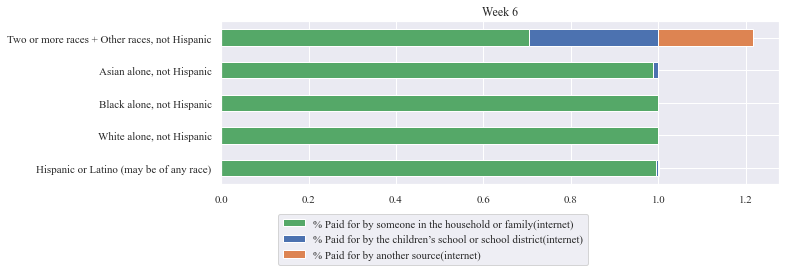 Week 6
Two or more races + Other races, not Hispanic
Asian alone, not Hispanic
Black alone, not Hispanic
White alone, not Hispanic
Hispanic or Latino (may be of any race)
0.0 0.2 0.4 0.6 0.8 1.0 1.2
% Paid for by someone in the household or family(internet)
% Paid for by the children’s school or school district(internet)
% Paid for by another source(internet)